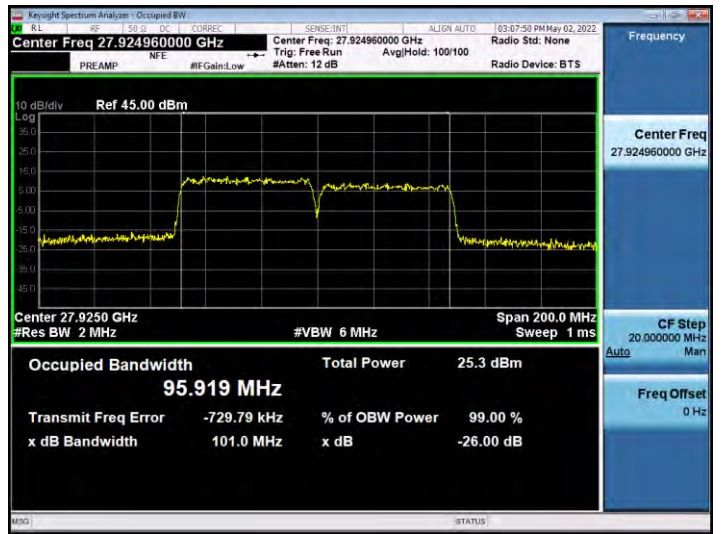 Keysight Spectrum Analyzer - Occupied BW
RL RF 50 Ω DC CORREC SENSE:INT ALIGN AUTO 03:07:50 PM May 02, 2022
Center Freq 27.924960000 GHz Center Freq: 27.924960000 GHz Radio Std: None
NFE Trig: Free Run Avg|Hold: 100/100
PREAMP #IFGain:Low #Atten: 12 dB Radio Device: BTS
Frequency
10 dB/div Ref 45.00 dBm
Log
35.0
25.0
15.0
5.00
-5.00
-15.0
-25.0
-35.0
-45.0
Center Freq
27.924960000 GHz
Center 27.9250 GHz Span 200.0 MHz
#Res BW 2 MHz #VBW 6 MHz Sweep 1 ms
CF Step
20.000000 MHz
Auto Man
Freq Offset
0 Hz
Occupied Bandwidth Total Power 25.3 dBm
95.919 MHz
Transmit Freq Error -729.79 kHz % of OBW Power 99.00 %
x dB Bandwidth 101.0 MHz x dB -26.00 dB
MSG STATUS